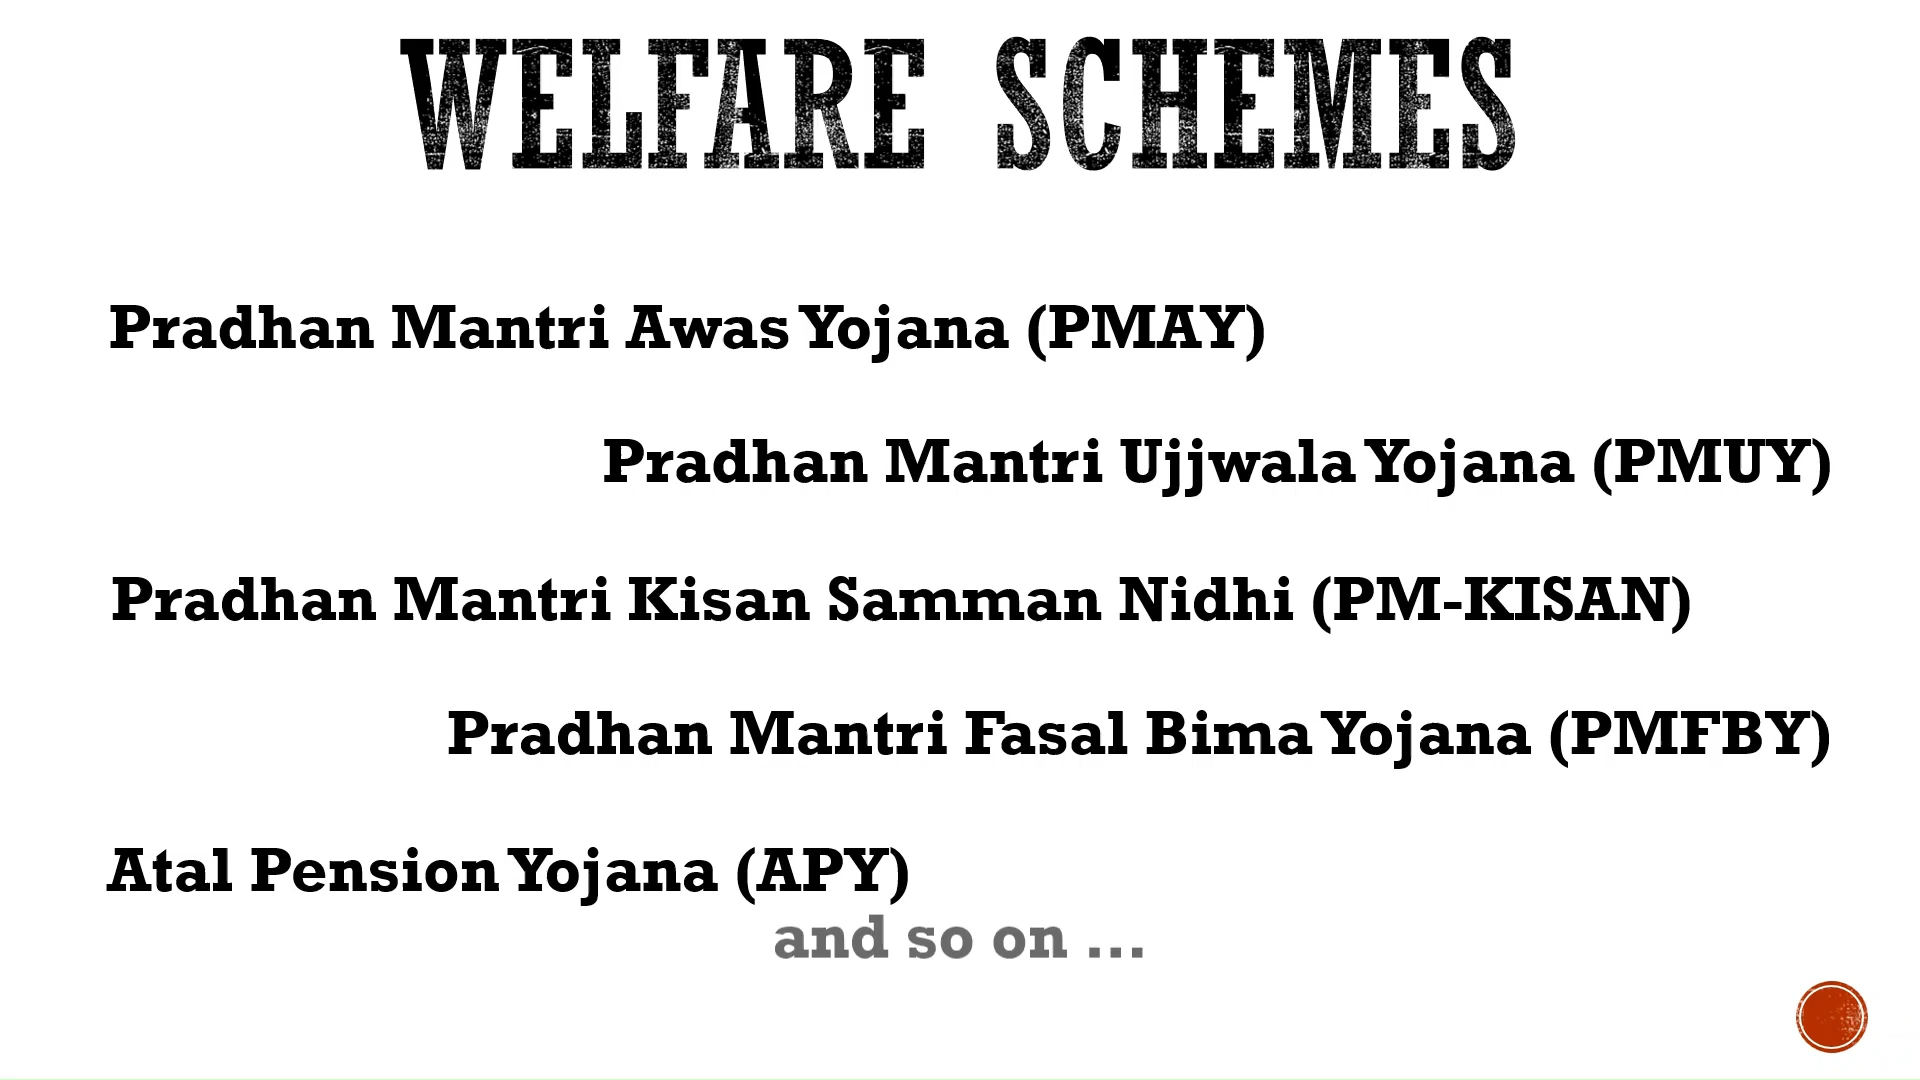 WELFARE SCHEMES
Pradhan Mantri Awas Yojana (PMAY)
Pradhan Mantri Ujjwala Yojana (PMUY)
Pradhan Mantri Kisan Samman Nidhi (PM-KISAN)
Pradhan Mantri Fasal Bima Yojana (PMFBY)
Atal Pension Yojana (APY)
and so on ...